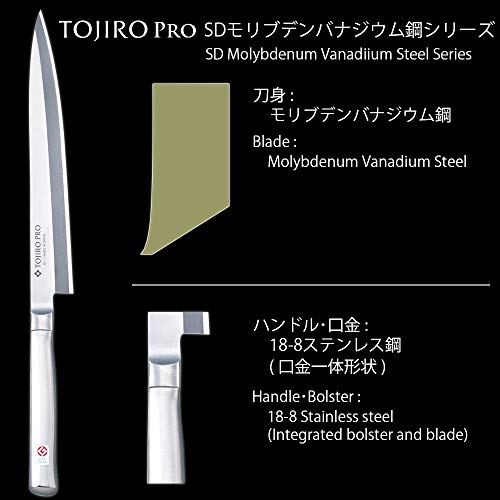 TOJIRO PRO SDモリブデンバナジウム鋼シリーズ
SD Molybdenum Vanadiium Steel Series
刀身 :
モリブデンバナジウム鋼
Blade :
Molybdenum Vanadium Steel
TOJIRO PRO
ハンドル・口金 :
18-8ステンレス鋼
( 口金一体形状 )
Handle・Bolster :
18-8 Stainless steel
(Integrated bolster and blade)